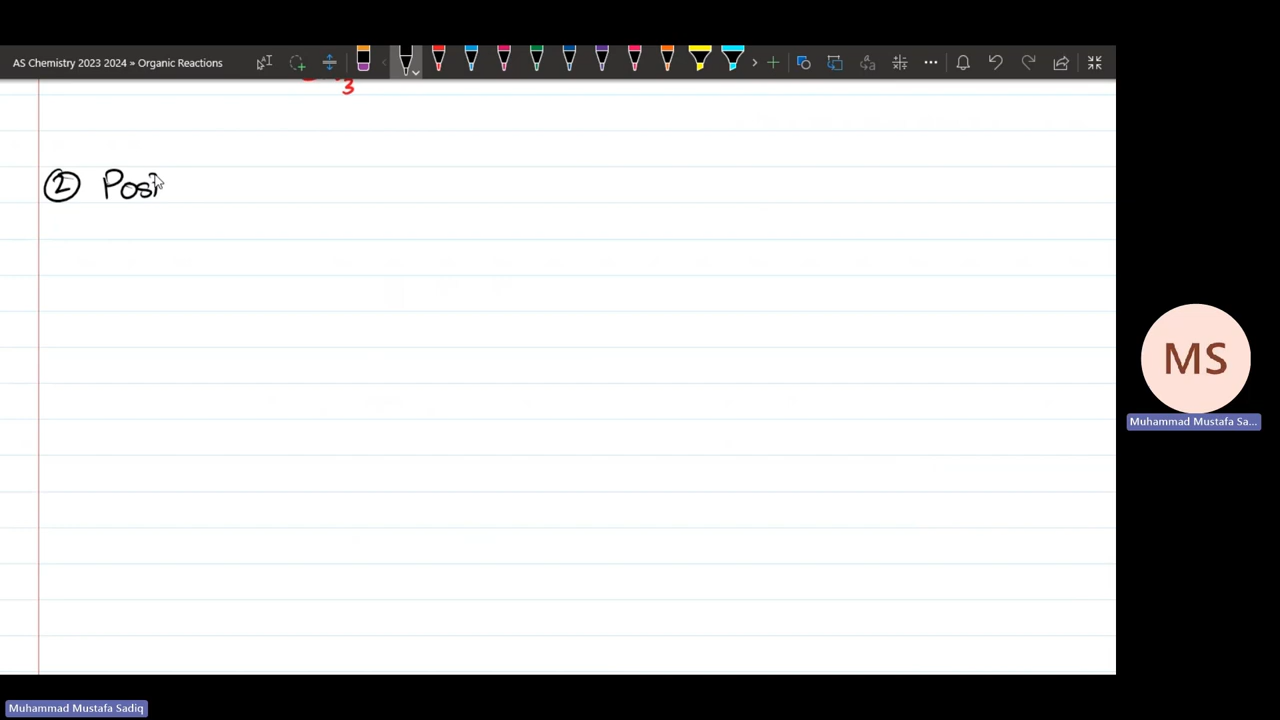 AS Chemistry 2023 2024 » Organic Reactions
3
② Posi
MS
Muhammad Mustafa Sa...
Muhammad Mustafa Sadiq